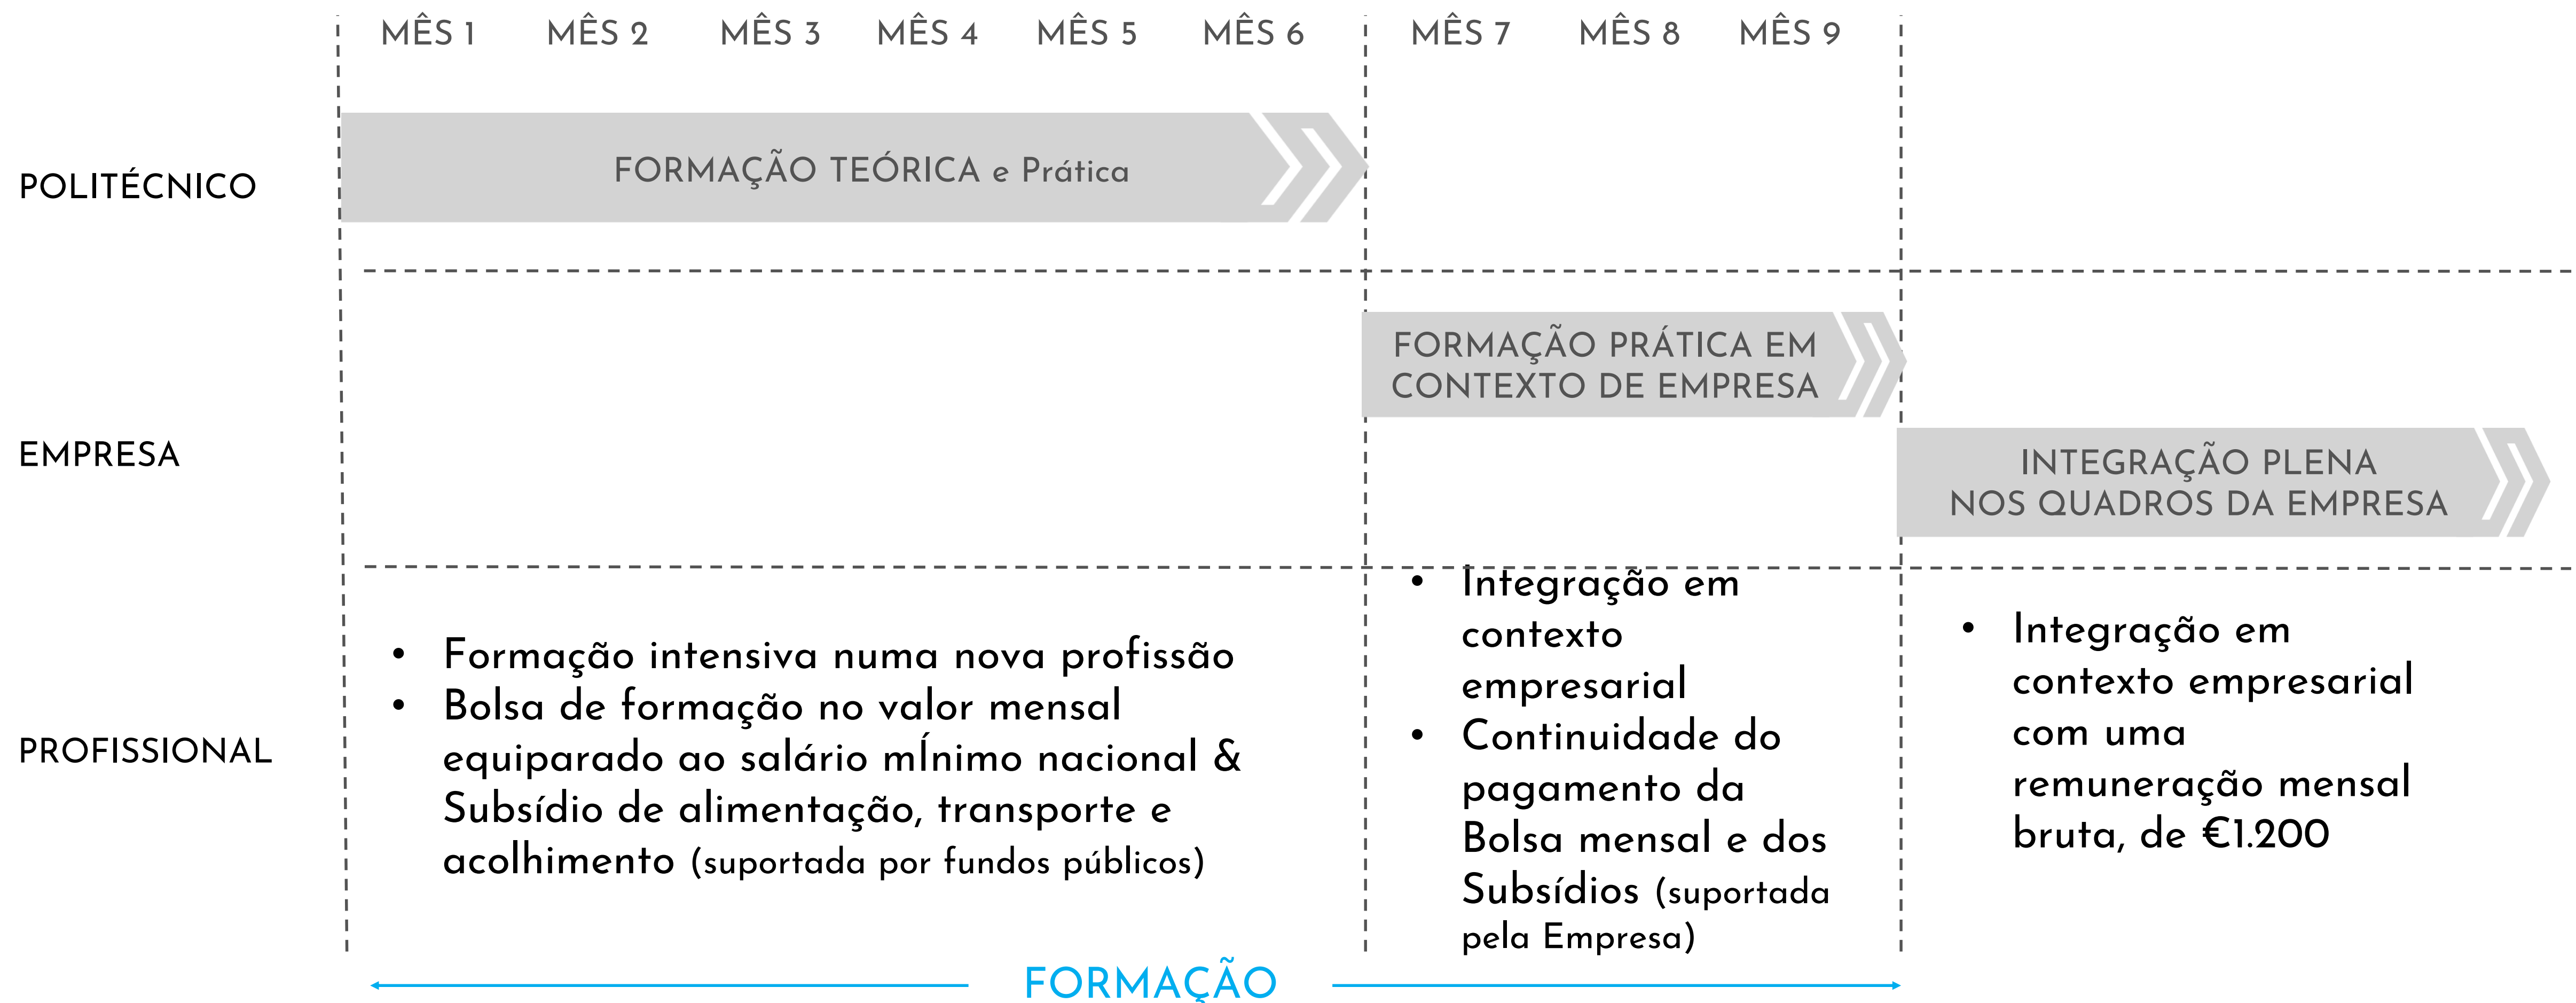 MÊS 1 MÊS 2 MÊS 3 MÊS 4 MÊS 5 MÊS 6 MÊS 7 MÊS 8 MÊS 9
POLITÉCNICO
FORMAÇÃO TEÓRICA e Prática
EMPRESA
FORMAÇÃO PRÁTICA EM
CONTEXTO DE EMPRESA
INTEGRAÇÃO PLENA
NOS QUADROS DA EMPRESA
PROFISSIONAL
• Formação intensiva numa nova profissão
• Bolsa de formação no valor mensal
equiparado ao salário mÍnimo nacional &
Subsídio de alimentação, transporte e
acolhimento (suportada por fundos públicos)
• Integração em
contexto
empresarial
• Continuidade do
pagamento da
Bolsa mensal e dos
Subsídios (suportada
pela Empresa)
• Integração em
contexto empresarial
com uma
remuneração mensal
bruta, de €1.200
FORMAÇÃO